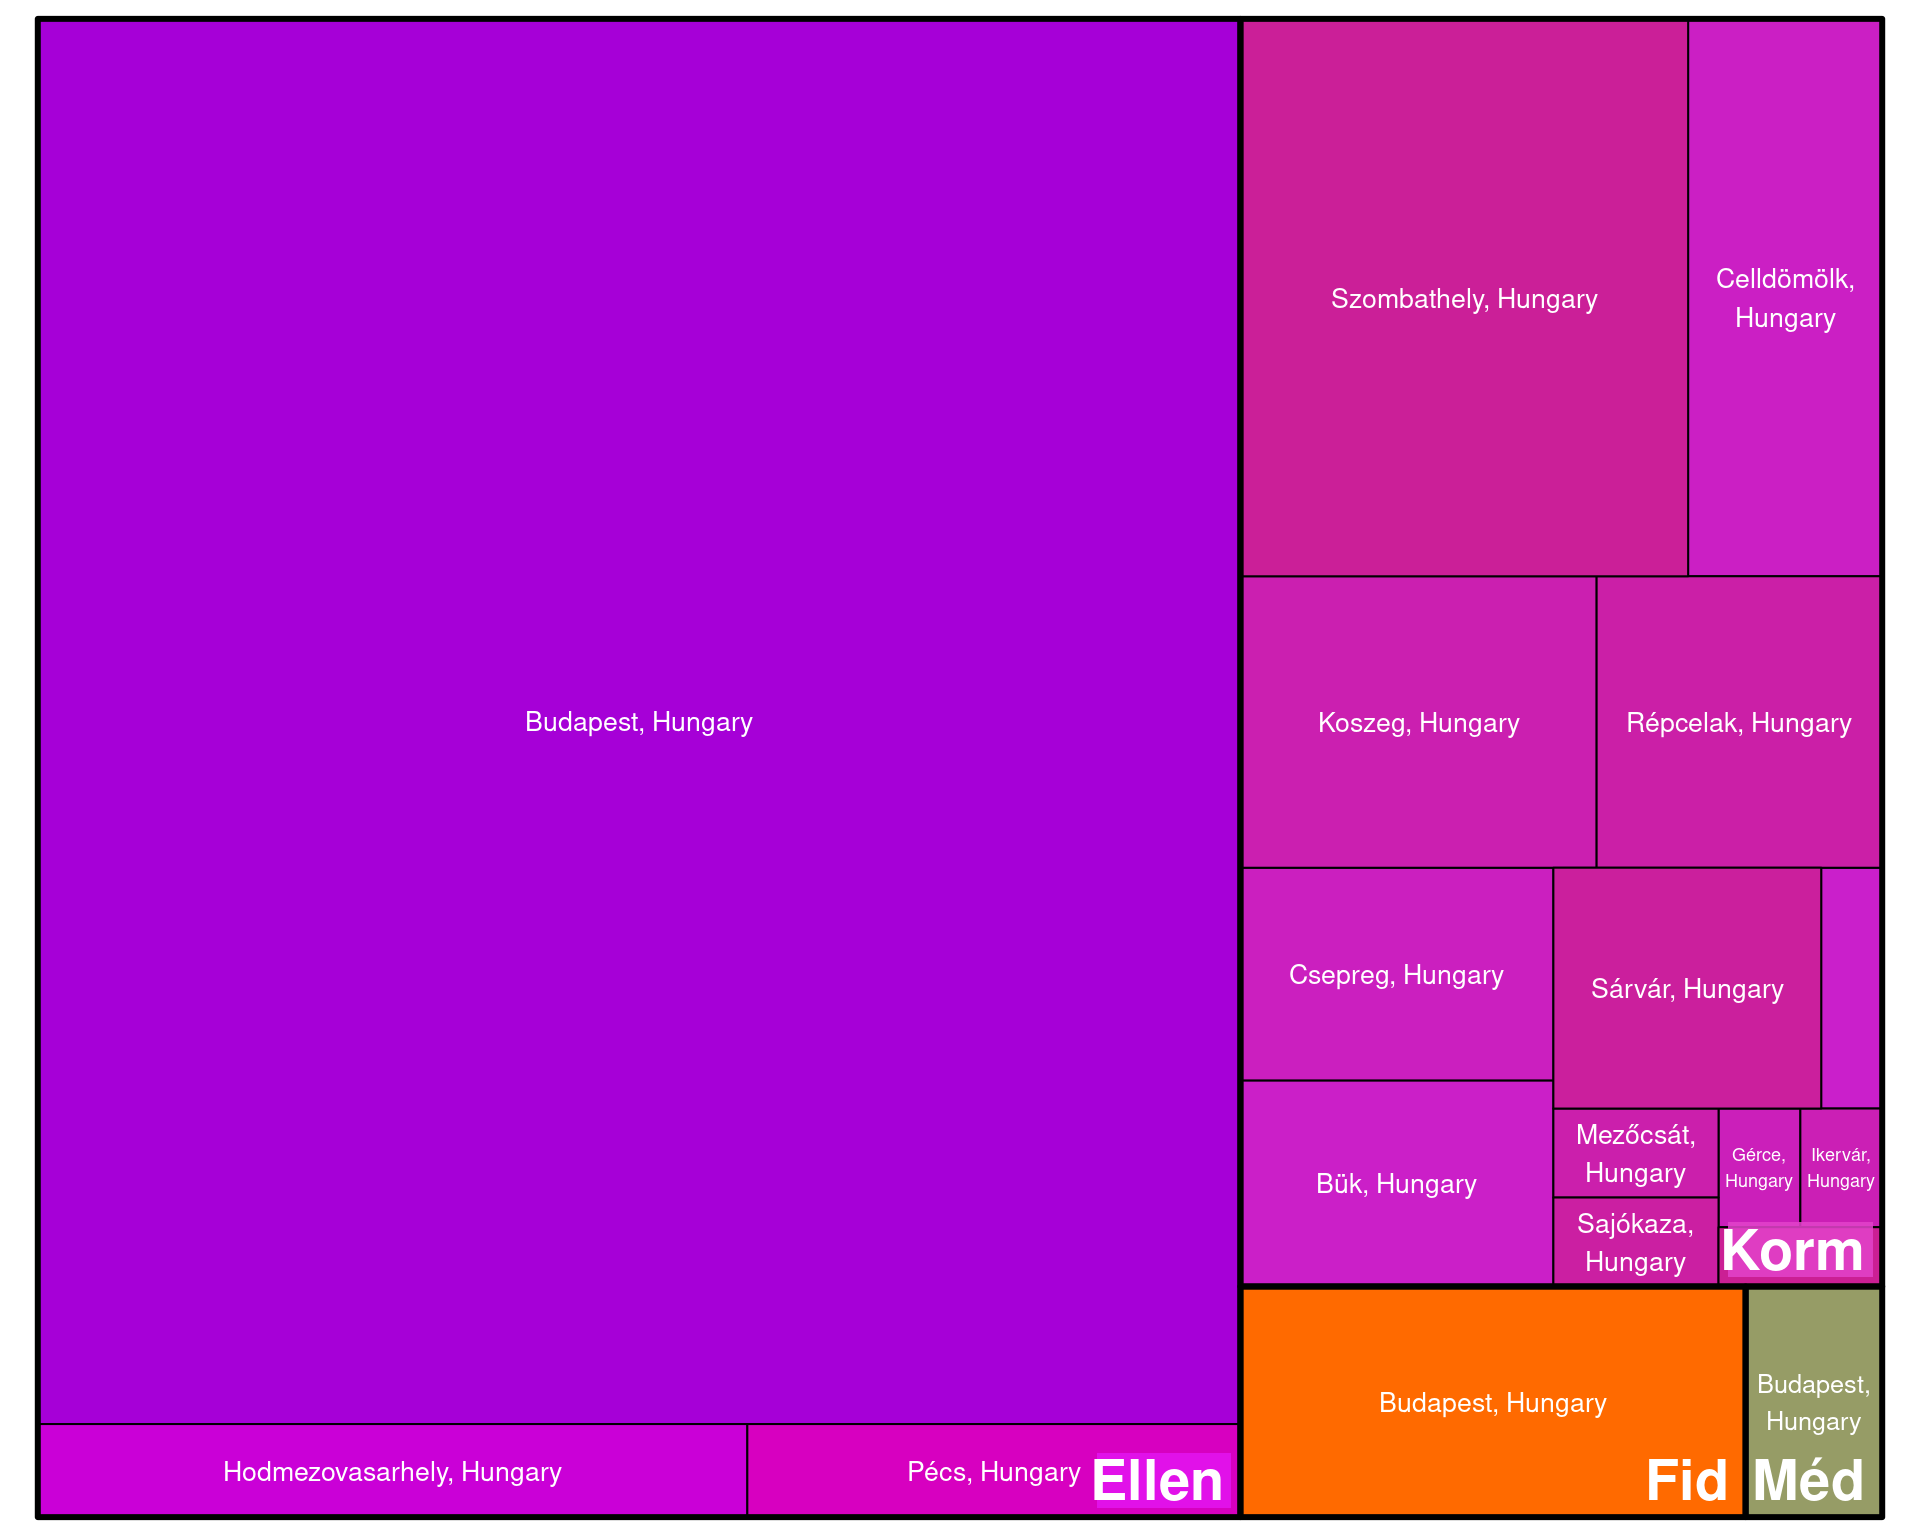 Budapest, Hungary
Hodmezovasarhely, Hungary
Pécs, Hungary
Ellen
Szombathely, Hungary
Celldömölk,
Hungary
Koszeg, Hungary
Répcelak, Hungary
Csepreg, Hungary
Sárvár, Hungary
Bük, Hungary
Mezőcsát,
Hungary
Gérce,
Hungary
Ikervár,
Hungary
Sajókaza,
Hungary
Korm
Budapest, Hungary
Fid
Budapest,
Hungary
Méd